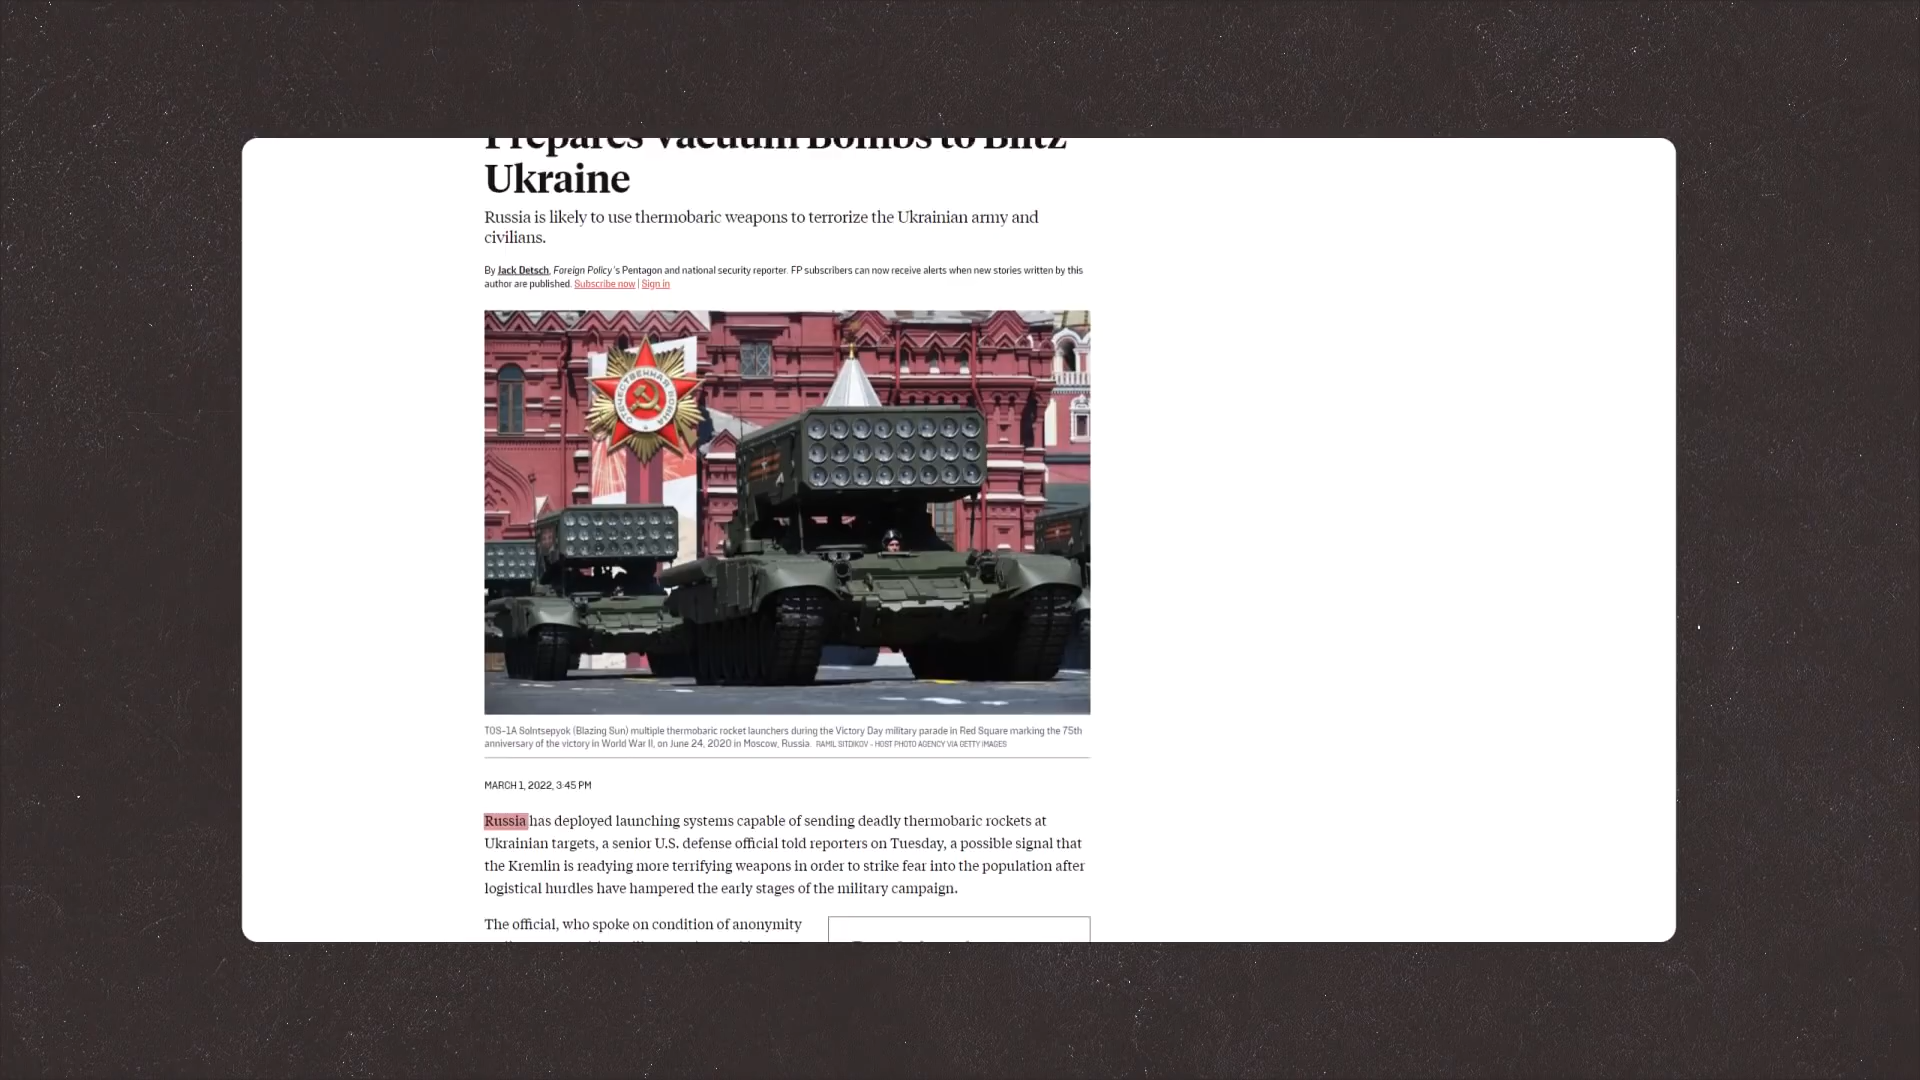 Prepares Vacuum Bombs to Blitz
Ukraine
Russia is likely to use thermobaric weapons to terrorize the Ukrainian army and
civilians.
By Jack Detsch, Foreign Policy's Pentagon and national security reporter. FP subscribers can now receive alerts when new stories written by this
author are published. Subscribe now | Sign in
ОТЕЧЕСТВЕННАЯ ВОЙНА
TOS-1A Solntsepyok (Blazing Sun) multiple thermobaric rocket launchers during the Victory Day military parade in Red Square marking the 75th
anniversary of the victory in World War II, on June 24, 2020 in Moscow, Russia. RAMIL SITDIKOV - HOST PHOTO AGENCY VIA GETTY IMAGES
MARCH 1, 2022, 3:45 PM
Russia has deployed launching systems capable of sending deadly thermobaric rockets at
Ukrainian targets, a senior U.S. defense official told reporters on Tuesday, a possible signal that
the Kremlin is readying more terrifying weapons in order to strike fear into the population after
logistical hurdles have hampered the early stages of the military campaign.
The official, who spoke on condition of anonymity